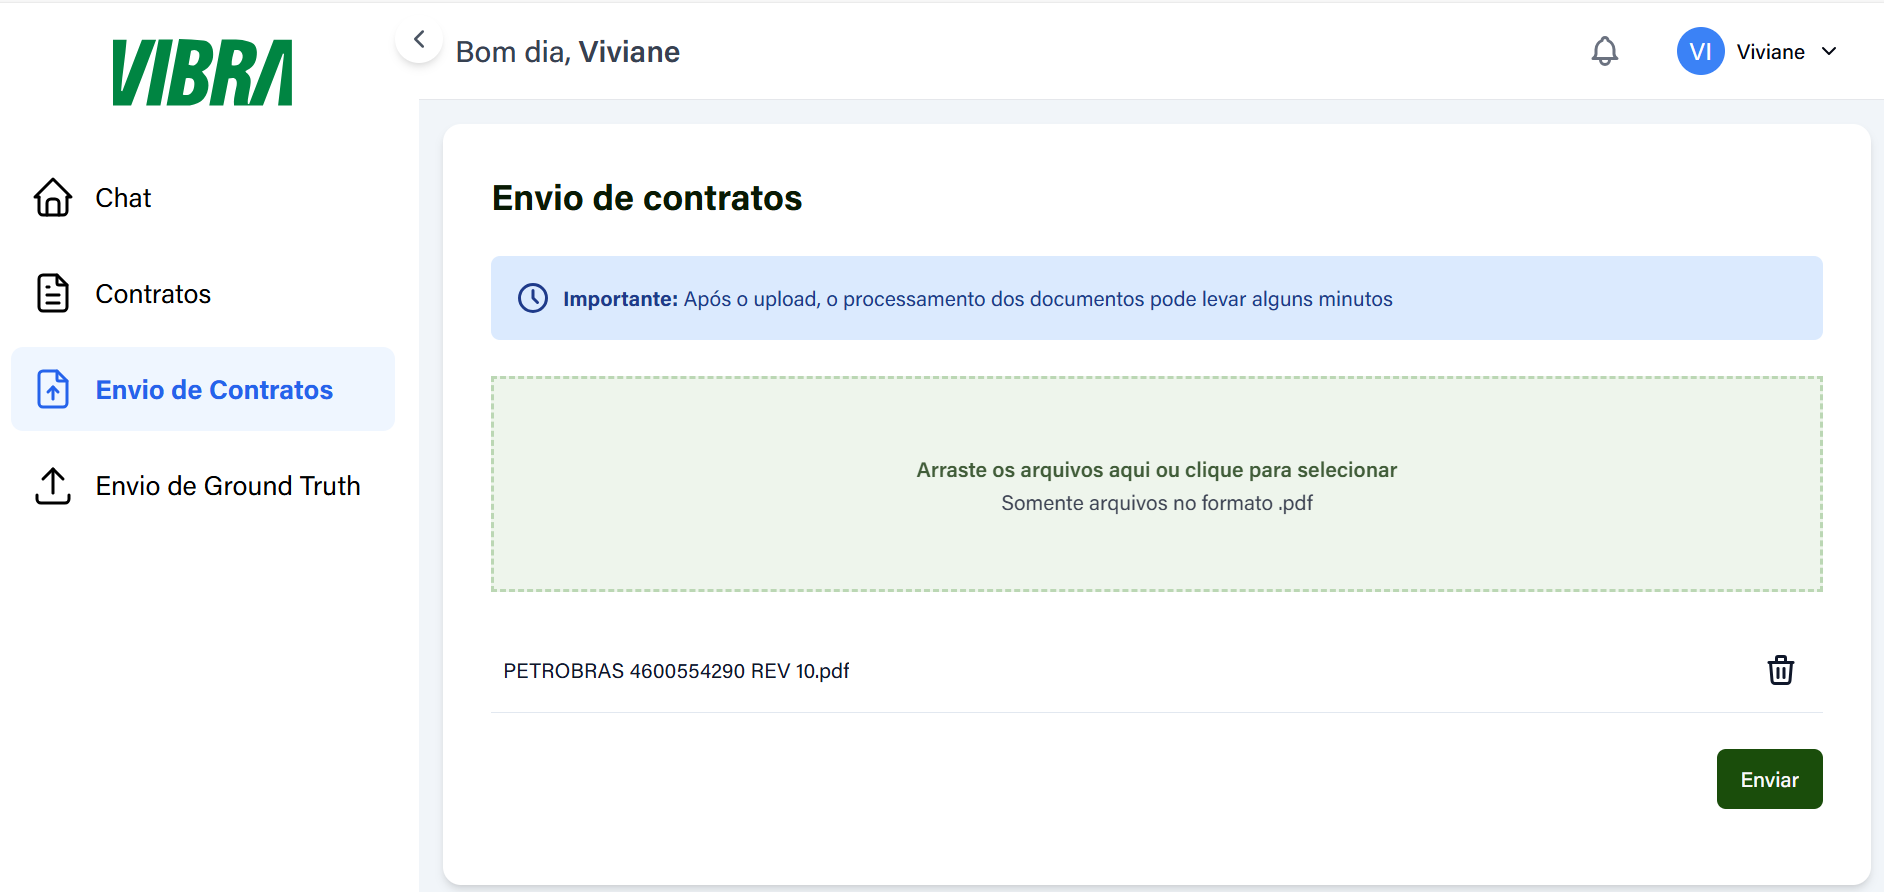 VIBRA
Bom dia, Viviane
VI
Viviane
Chat
Contratos
Envio de Contratos
Envio de Ground Truth
Envio de contratos
Importante: Após o upload, o processamento dos documentos pode levar alguns minutos
Arraste os arquivos aqui ou clique para selecionar
Somente arquivos no formato .pdf
PETROBRAS 4600554290 REV 10.pdf
Enviar